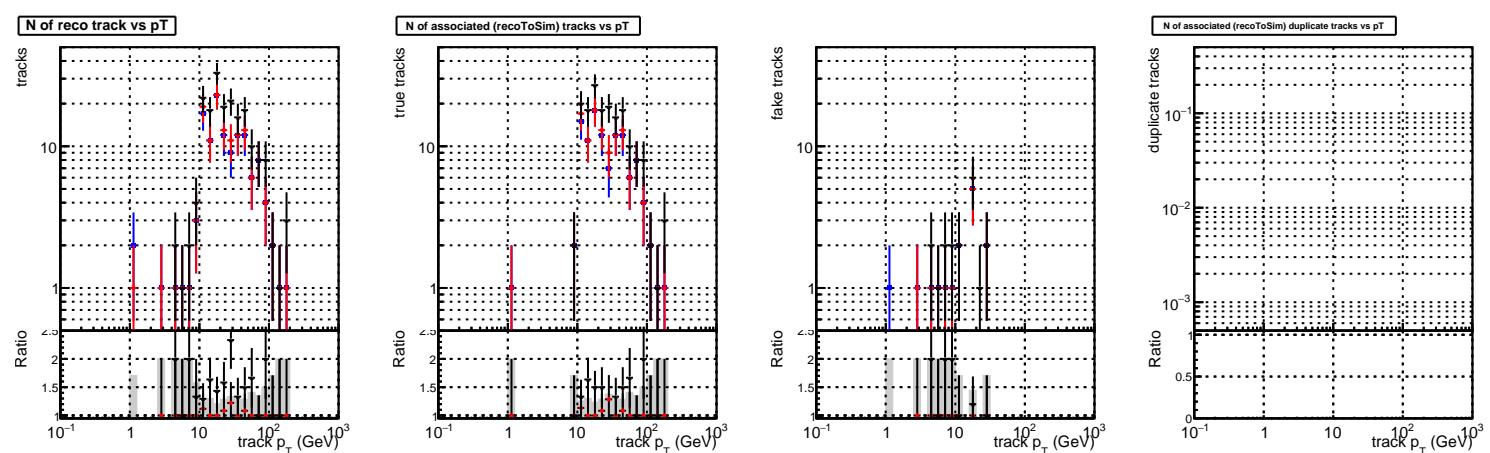 N of reco track vs pT
tracks
10
1
Ratio
2.5
2
1.5
1
10⁻¹ 1 10 10² 10³
track p_T (GeV)
N of associated (recoToSim) tracks vs pT
true tracks
10
1
Ratio
2.5
2
1.5
1
10⁻¹ 1 10 10² 10³
track p_T (GeV)
fake tracks
10
1
Ratio
2.5
2
1.5
1
10⁻¹ 1 10 10² 10³
track p_T (GeV)
N of associated (recoToSim) duplicate tracks vs pT
duplicate tracks
10⁻¹
10⁻²
10⁻³
Ratio
1
0.5
0
10⁻¹ 1 10 10² 10³
track p_T (GeV)